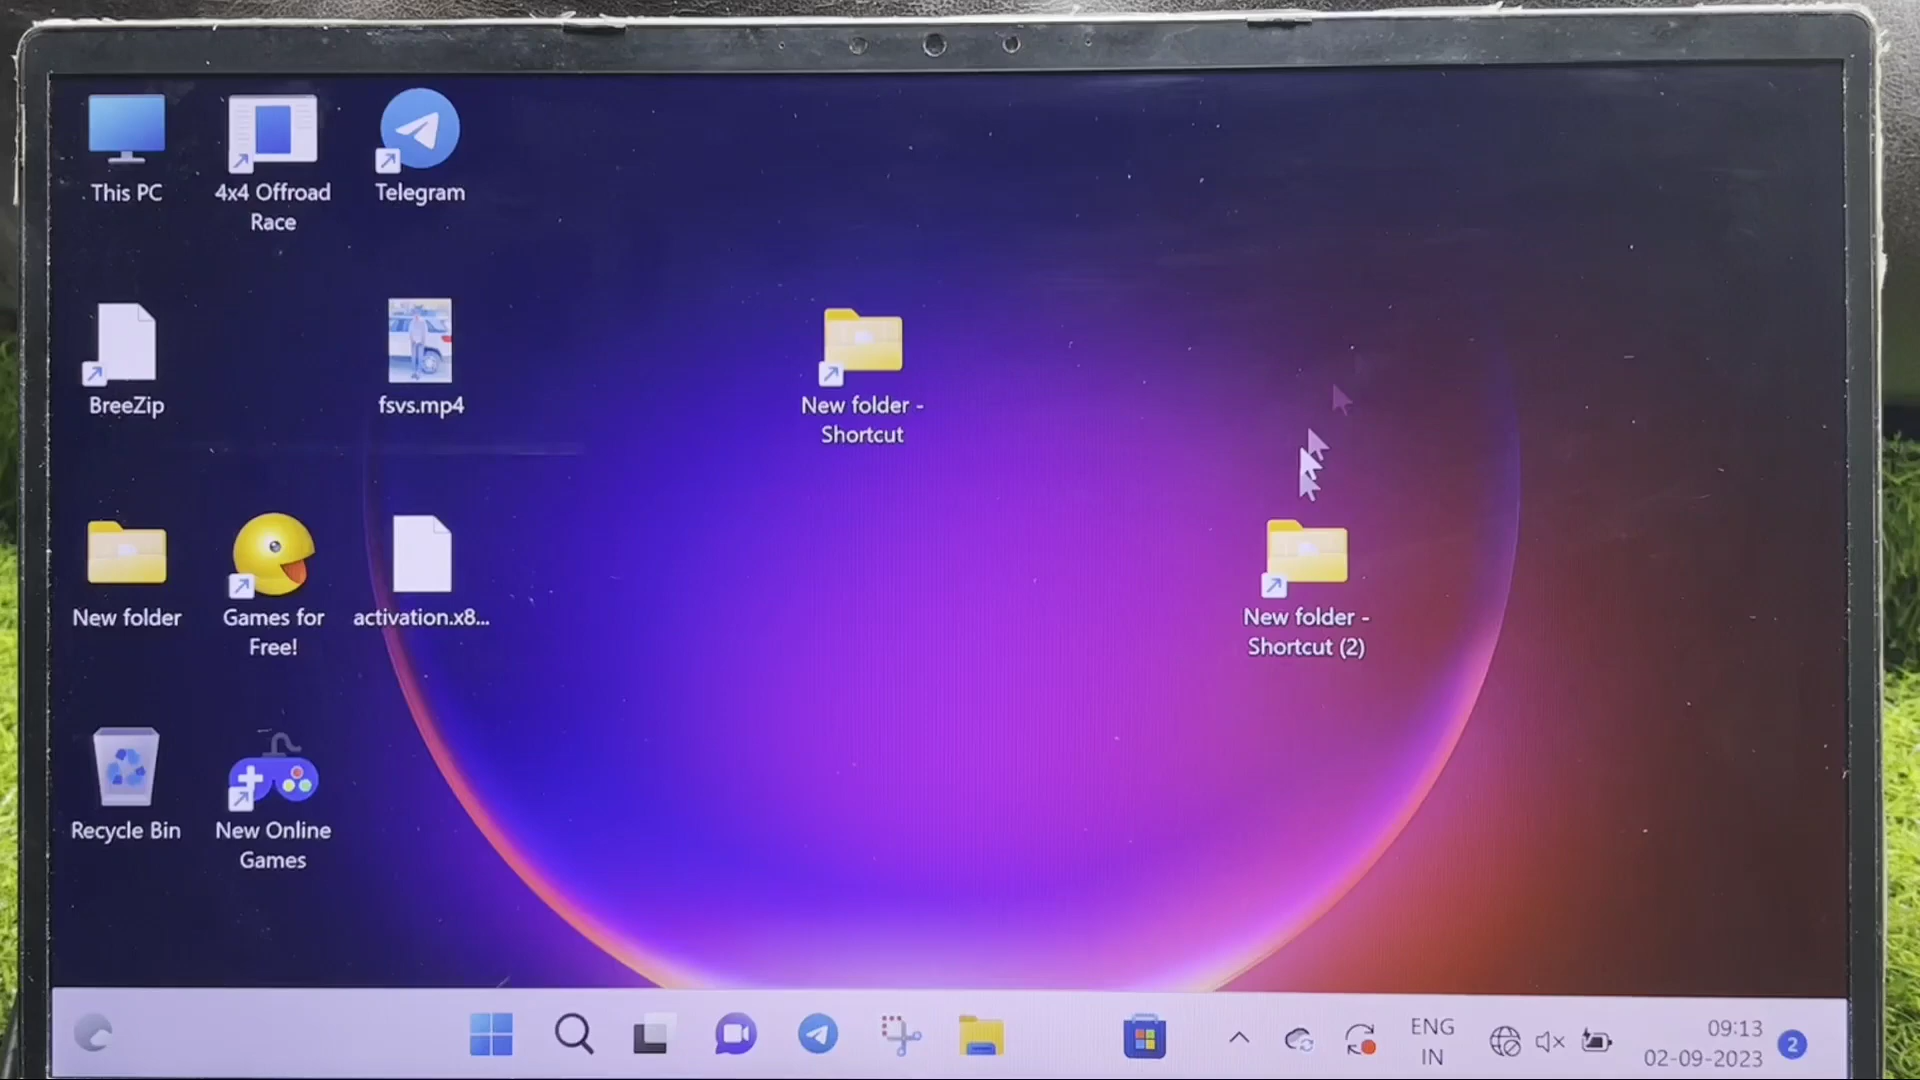 This PC
4x4 Offroad
Race
Telegram
BreeZip
fsvs.mp4
New folder -
Shortcut
New folder
Games for
Free!
activation.x8...
New folder -
Shortcut (2)
Recycle Bin
New Online
Games
ENG
IN
09:13
02-09-2023
2